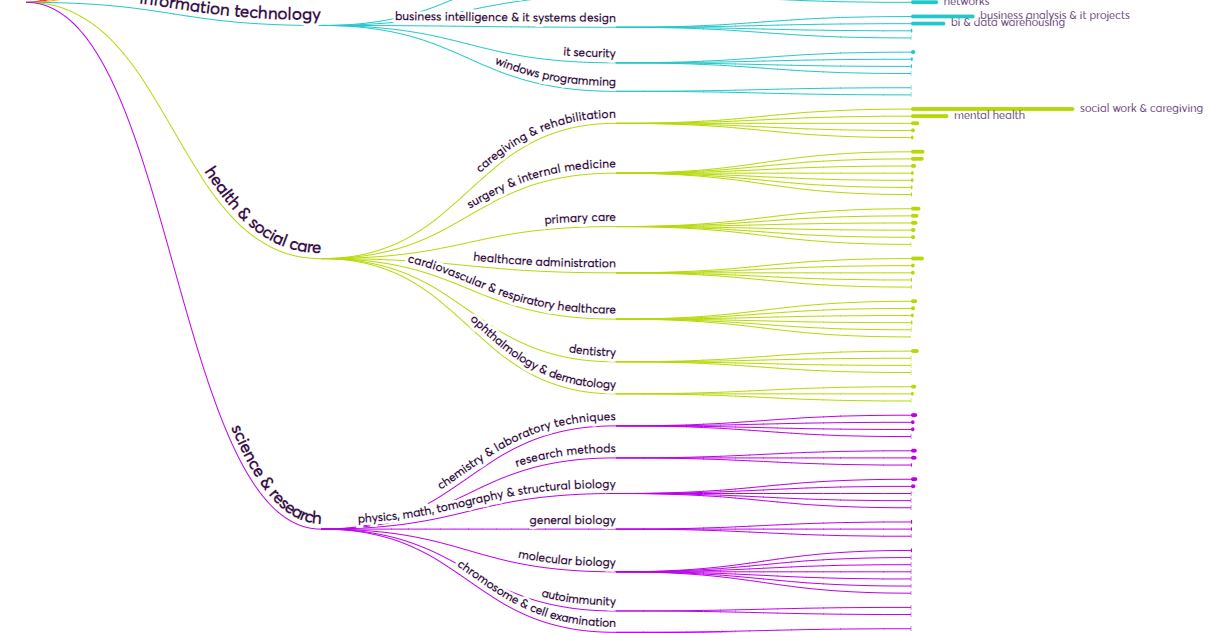 information technology
networks
business intelligence & it systems design
business analysis & it projects
bi & data warehousing
it security
windows programming
health & social care
caregiving & rehabilitation
social work & caregiving
mental health
surgery & internal medicine
primary care
healthcare administration
cardiovascular & respiratory healthcare
dentistry
ophthalmology & dermatology
science & research
chemistry & laboratory techniques
research methods
physics, math, tomography & structural biology
general biology
molecular biology
autoimmunity
chromosome & cell examination